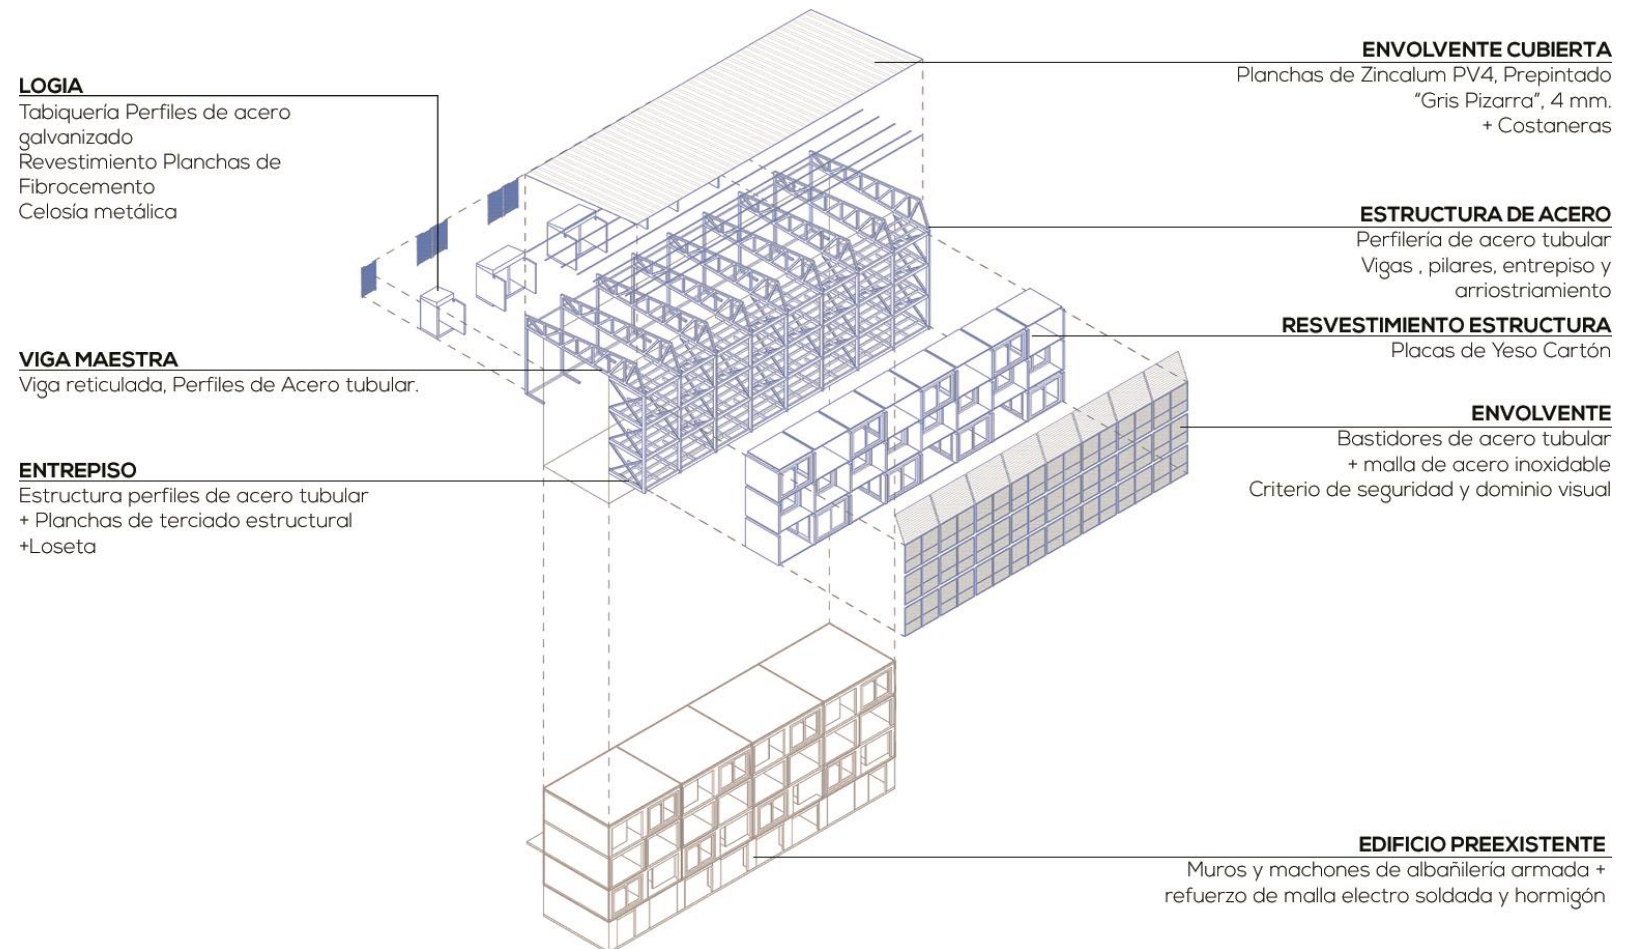 LOGIA
Tabiquería Perfiles de acero
galvanizado
Revestimiento Planchas de
Fibrocemento
Celosía metálica
VIGA MAESTRA
Viga reticulada, Perfiles de Acero tubular.
ENTREPISO
Estructura perfiles de acero tubular
+ Planchas de terciado estructural
+Loseta
ENVOLVENTE CUBIERTA
Planchas de Zincalum PV4, Prepintado
“Gris Pizarra”, 4 mm.
+ Costaneras
ESTRUCTURA DE ACERO
Perfilería de acero tubular
Vigas , pilares, entrepiso y
arriostriamiento
RESVESTIMIENTO ESTRUCTURA
Placas de Yeso Cartón
ENVOLVENTE
Bastidores de acero tubular
+ malla de acero inoxidable
Criterio de seguridad y dominio visual
EDIFICIO PREEXISTENTE
Muros y machones de albañilería armada +
refuerzo de malla electro soldada y hormigón